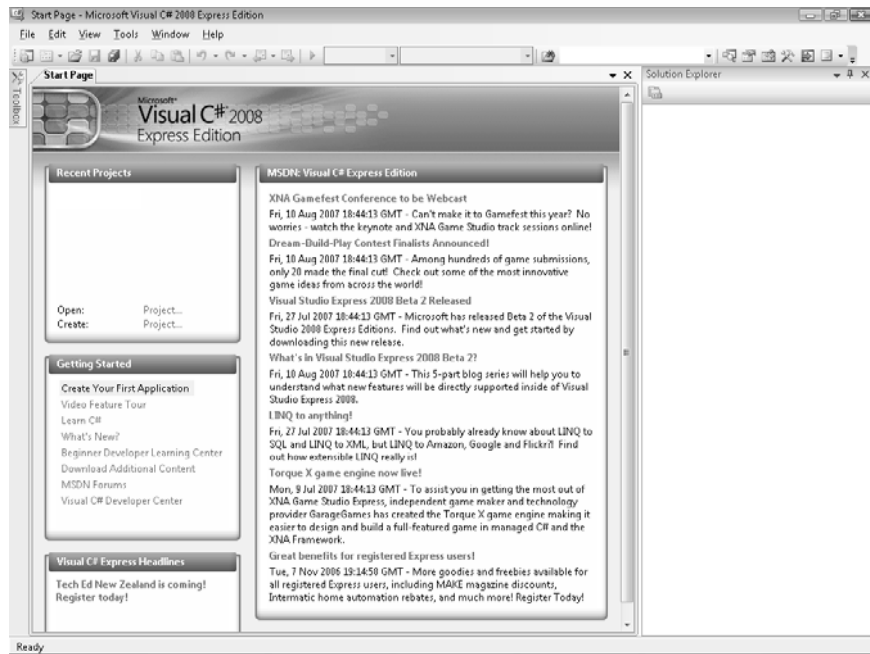 Start Page - Microsoft Visual C# 2008 Express Edition
File Edit View Tools Window Help
Toolbox
Start Page
Solution Explorer
Microsoft
Visual C# 2008
Express Edition
Recent Projects
Open: Project...
Create: Project...
Getting Started
Create Your First Application
Video Feature Tour
Learn C#
What's New?
Beginner Developer Learning Center
Download Additional Content
MSDN Forums
Visual C# Developer Center
Visual C# Express Headlines
Tech Ed New Zealand is coming!
Register today!
MSDN: Visual C# Express Edition
XNA Gamefest Conference to be Webcast
Fri, 10 Aug 2007 18:44:13 GMT - Can't make it to Gamefest this year? No
worries - watch the keynote and XNA Game Studio track sessions online!
Dream-Build-Play Contest Finalists Announced!
Fri, 10 Aug 2007 18:44:13 GMT - Among hundreds of game submissions,
only 20 made the final cut! Check out some of the most innovative
game ideas from across the world!
Visual Studio Express 2008 Beta 2 Released
Fri, 27 Jul 2007 18:44:13 GMT - Microsoft has released Beta 2 of the Visual
Studio 2008 Express Editions. Find out what's new and get started by
downloading this new release.
What's in Visual Studio Express 2008 Beta 2?
Fri, 10 Aug 2007 18:44:13 GMT - This 5-part blog series will help you to
understand what new features will be directly supported inside of Visual
Studio Express 2008.
LINQ to anything!
Fri, 27 Jul 2007 18:44:13 GMT - You probably already know about LINQ to
SQL and LINQ to XML, but LINQ to Amazon, Google and Flickr?! Find
out how extensible LINQ really is!
Torque X game engine now live!
Mon, 9 Jul 2007 18:44:13 GMT - To assist you in getting the most out of
XNA Game Studio Express, independent game maker and technology
provider GarageGames has created the Torque X game engine making it
easier to design and build a full-featured game in managed C# and the
XNA Framework.
Great benefits for registered Express users!
Tue, 7 Nov 2006 19:14:50 GMT - More goodies and freebies available for
all registered Express users, including MAKE magazine discounts,
Intermatic home automation rebates, and much more! Register Today!
Ready